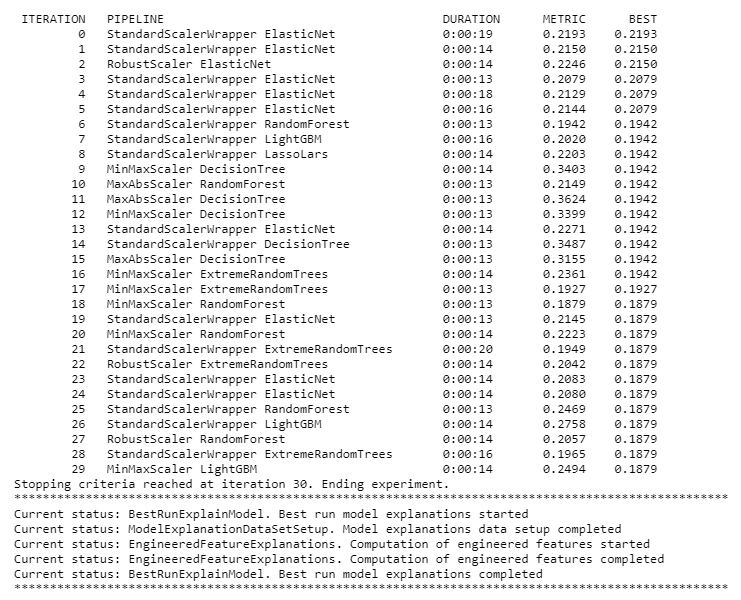 ITERATION   PIPELINE                                       DURATION      METRIC      BEST
         0   StandardScalerWrapper ElasticNet               0:00:19       0.2193    0.2193
         1   StandardScalerWrapper ElasticNet               0:00:14       0.2150    0.2150
         2   RobustScaler ElasticNet                        0:00:14       0.2246    0.2150
         3   StandardScalerWrapper ElasticNet               0:00:13       0.2079    0.2079
         4   StandardScalerWrapper ElasticNet               0:00:18       0.2129    0.2079
         5   StandardScalerWrapper ElasticNet               0:00:16       0.2144    0.2079
         6   StandardScalerWrapper RandomForest             0:00:13       0.1942    0.1942
         7   StandardScalerWrapper LightGBM                 0:00:16       0.2020    0.1942
         8   StandardScalerWrapper LassoLars                0:00:14       0.2203    0.1942
         9   MinMaxScaler DecisionTree                      0:00:14       0.3403    0.1942
        10   MaxAbsScaler RandomForest                      0:00:13       0.2149    0.1942
        11   MaxAbsScaler DecisionTree                      0:00:13       0.3624    0.1942
        12   MinMaxScaler DecisionTree                      0:00:13       0.3399    0.1942
        13   StandardScalerWrapper ElasticNet               0:00:14       0.2271    0.1942
        14   StandardScalerWrapper DecisionTree             0:00:13       0.3487    0.1942
        15   MaxAbsScaler DecisionTree                      0:00:13       0.3155    0.1942
        16   MinMaxScaler ExtremeRandomTrees                0:00:14       0.2361    0.1942
        17   MinMaxScaler ExtremeRandomTrees                0:00:13       0.1927    0.1927
        18   MinMaxScaler RandomForest                      0:00:13       0.1879    0.1879
        19   StandardScalerWrapper ElasticNet               0:00:13       0.2145    0.1879
        20   MinMaxScaler RandomForest                      0:00:14       0.2223    0.1879
        21   StandardScalerWrapper ExtremeRandomTrees       0:00:20       0.1949    0.1879
        22   RobustScaler ExtremeRandomTrees                0:00:14       0.2042    0.1879
        23   StandardScalerWrapper ElasticNet               0:00:14       0.2083    0.1879
        24   StandardScalerWrapper ElasticNet               0:00:14       0.2080    0.1879
        25   StandardScalerWrapper RandomForest             0:00:13       0.2469    0.1879
        26   StandardScalerWrapper LightGBM                 0:00:14       0.2758    0.1879
        27   RobustScaler RandomForest                      0:00:14       0.2057    0.1879
        28   StandardScalerWrapper ExtremeRandomTrees       0:00:16       0.1965    0.1879
        29   MinMaxScaler LightGBM                          0:00:14       0.2494    0.1879
Stopping criteria reached at iteration 30. Ending experiment.
****************************************************************************************************
Current status: BestRunExplainModel. Best run model explanations started
Current status: ModelExplanationDataSetSetup. Model explanations data setup completed
Current status: EngineeredFeatureExplanations. Computation of engineered features started
Current status: EngineeredFeatureExplanations. Computation of engineered features completed
Current status: BestRunExplainModel. Best run model explanations completed
****************************************************************************************************